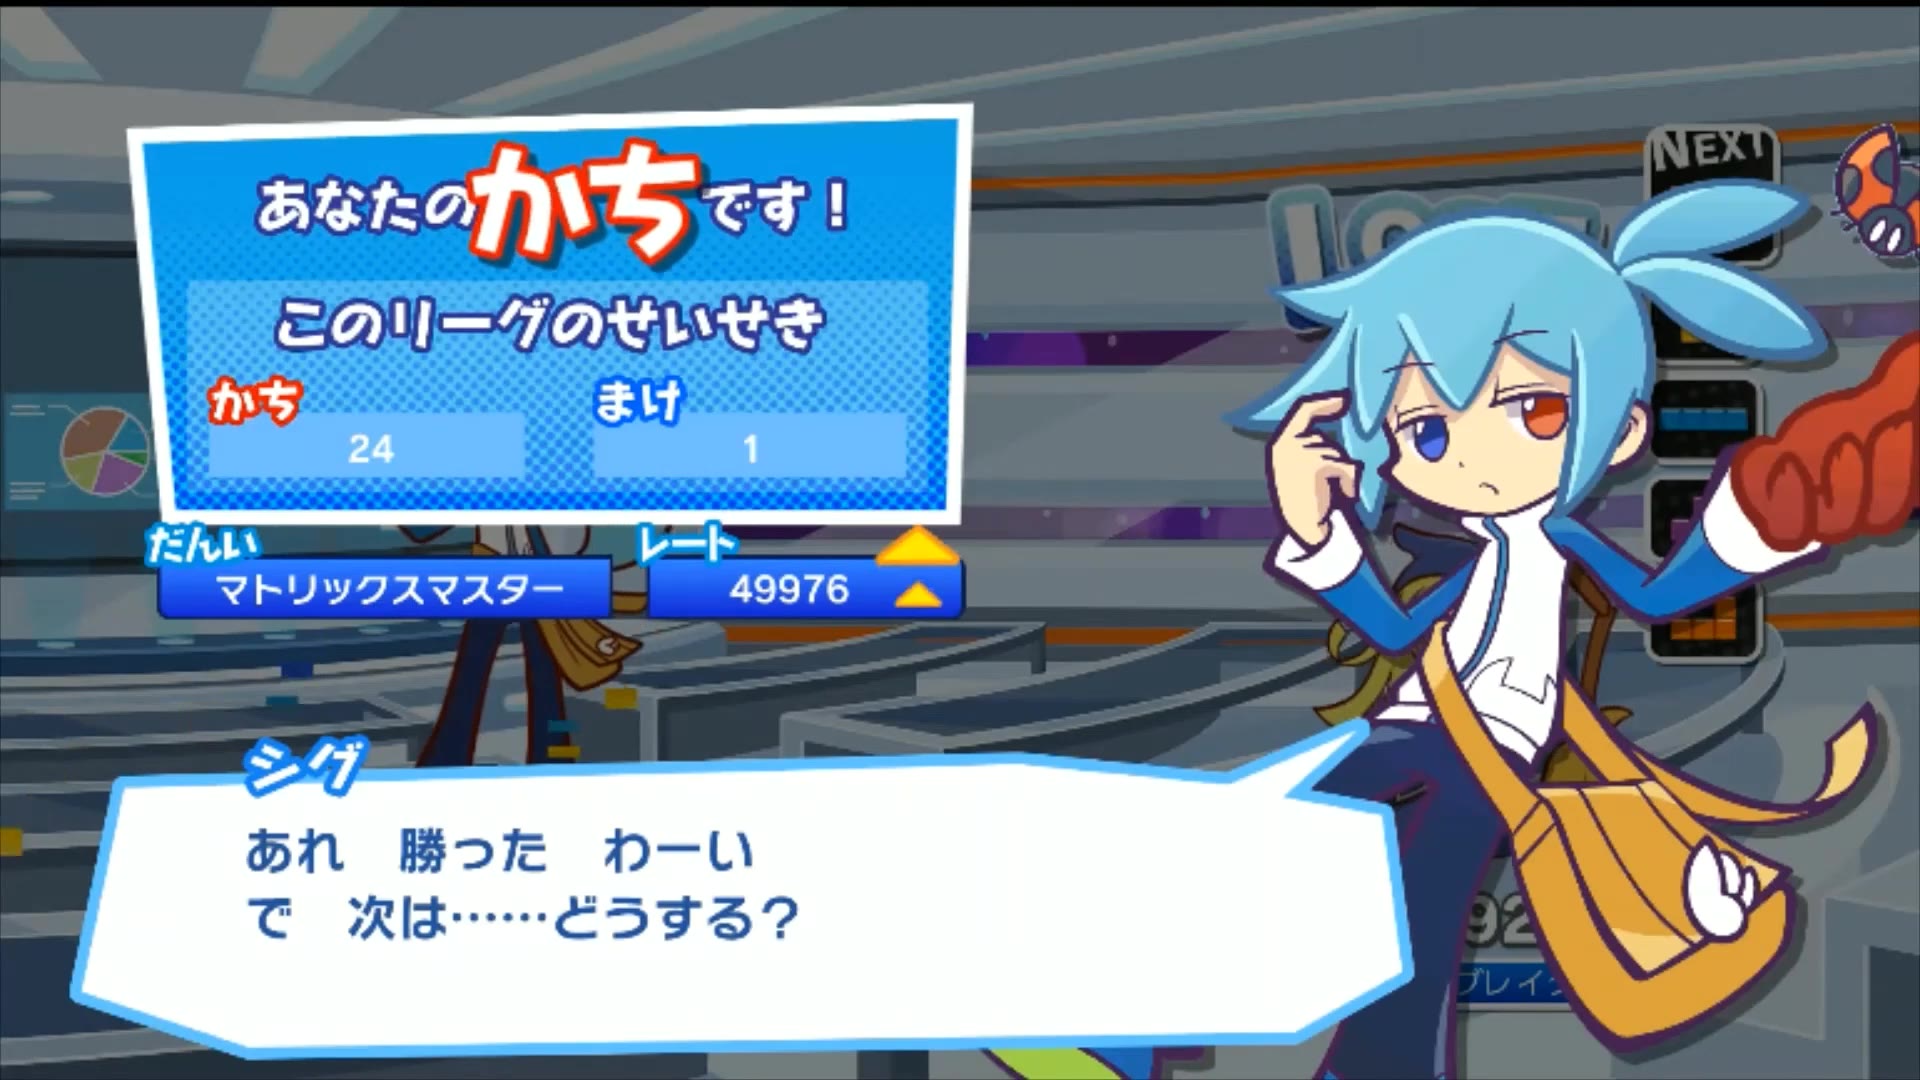 あなたのかちです！
このリーグのせいせき
かち
まけ
24
1
だんい
レート
マトリックスマスター
49976
NEXT
シグ
あれ　勝った　わーい
で　次は……どうする？